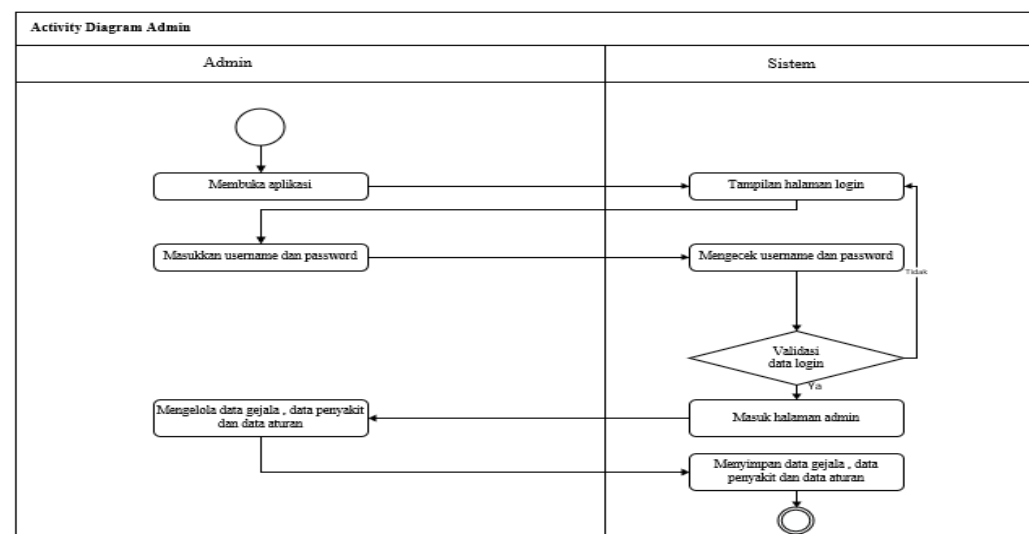 Activity Diagram Admin
Admin
Sistem
Membuka aplikasi
Tampilan halaman login
Masukkan username dan password
Mengecek username dan password
Tidak
Validasi
data login
Ya
Mengelola data gejala , data penyakit
dan data aturan
Masuk halaman admin
Menyimpan data gejala , data
penyakit dan data aturan